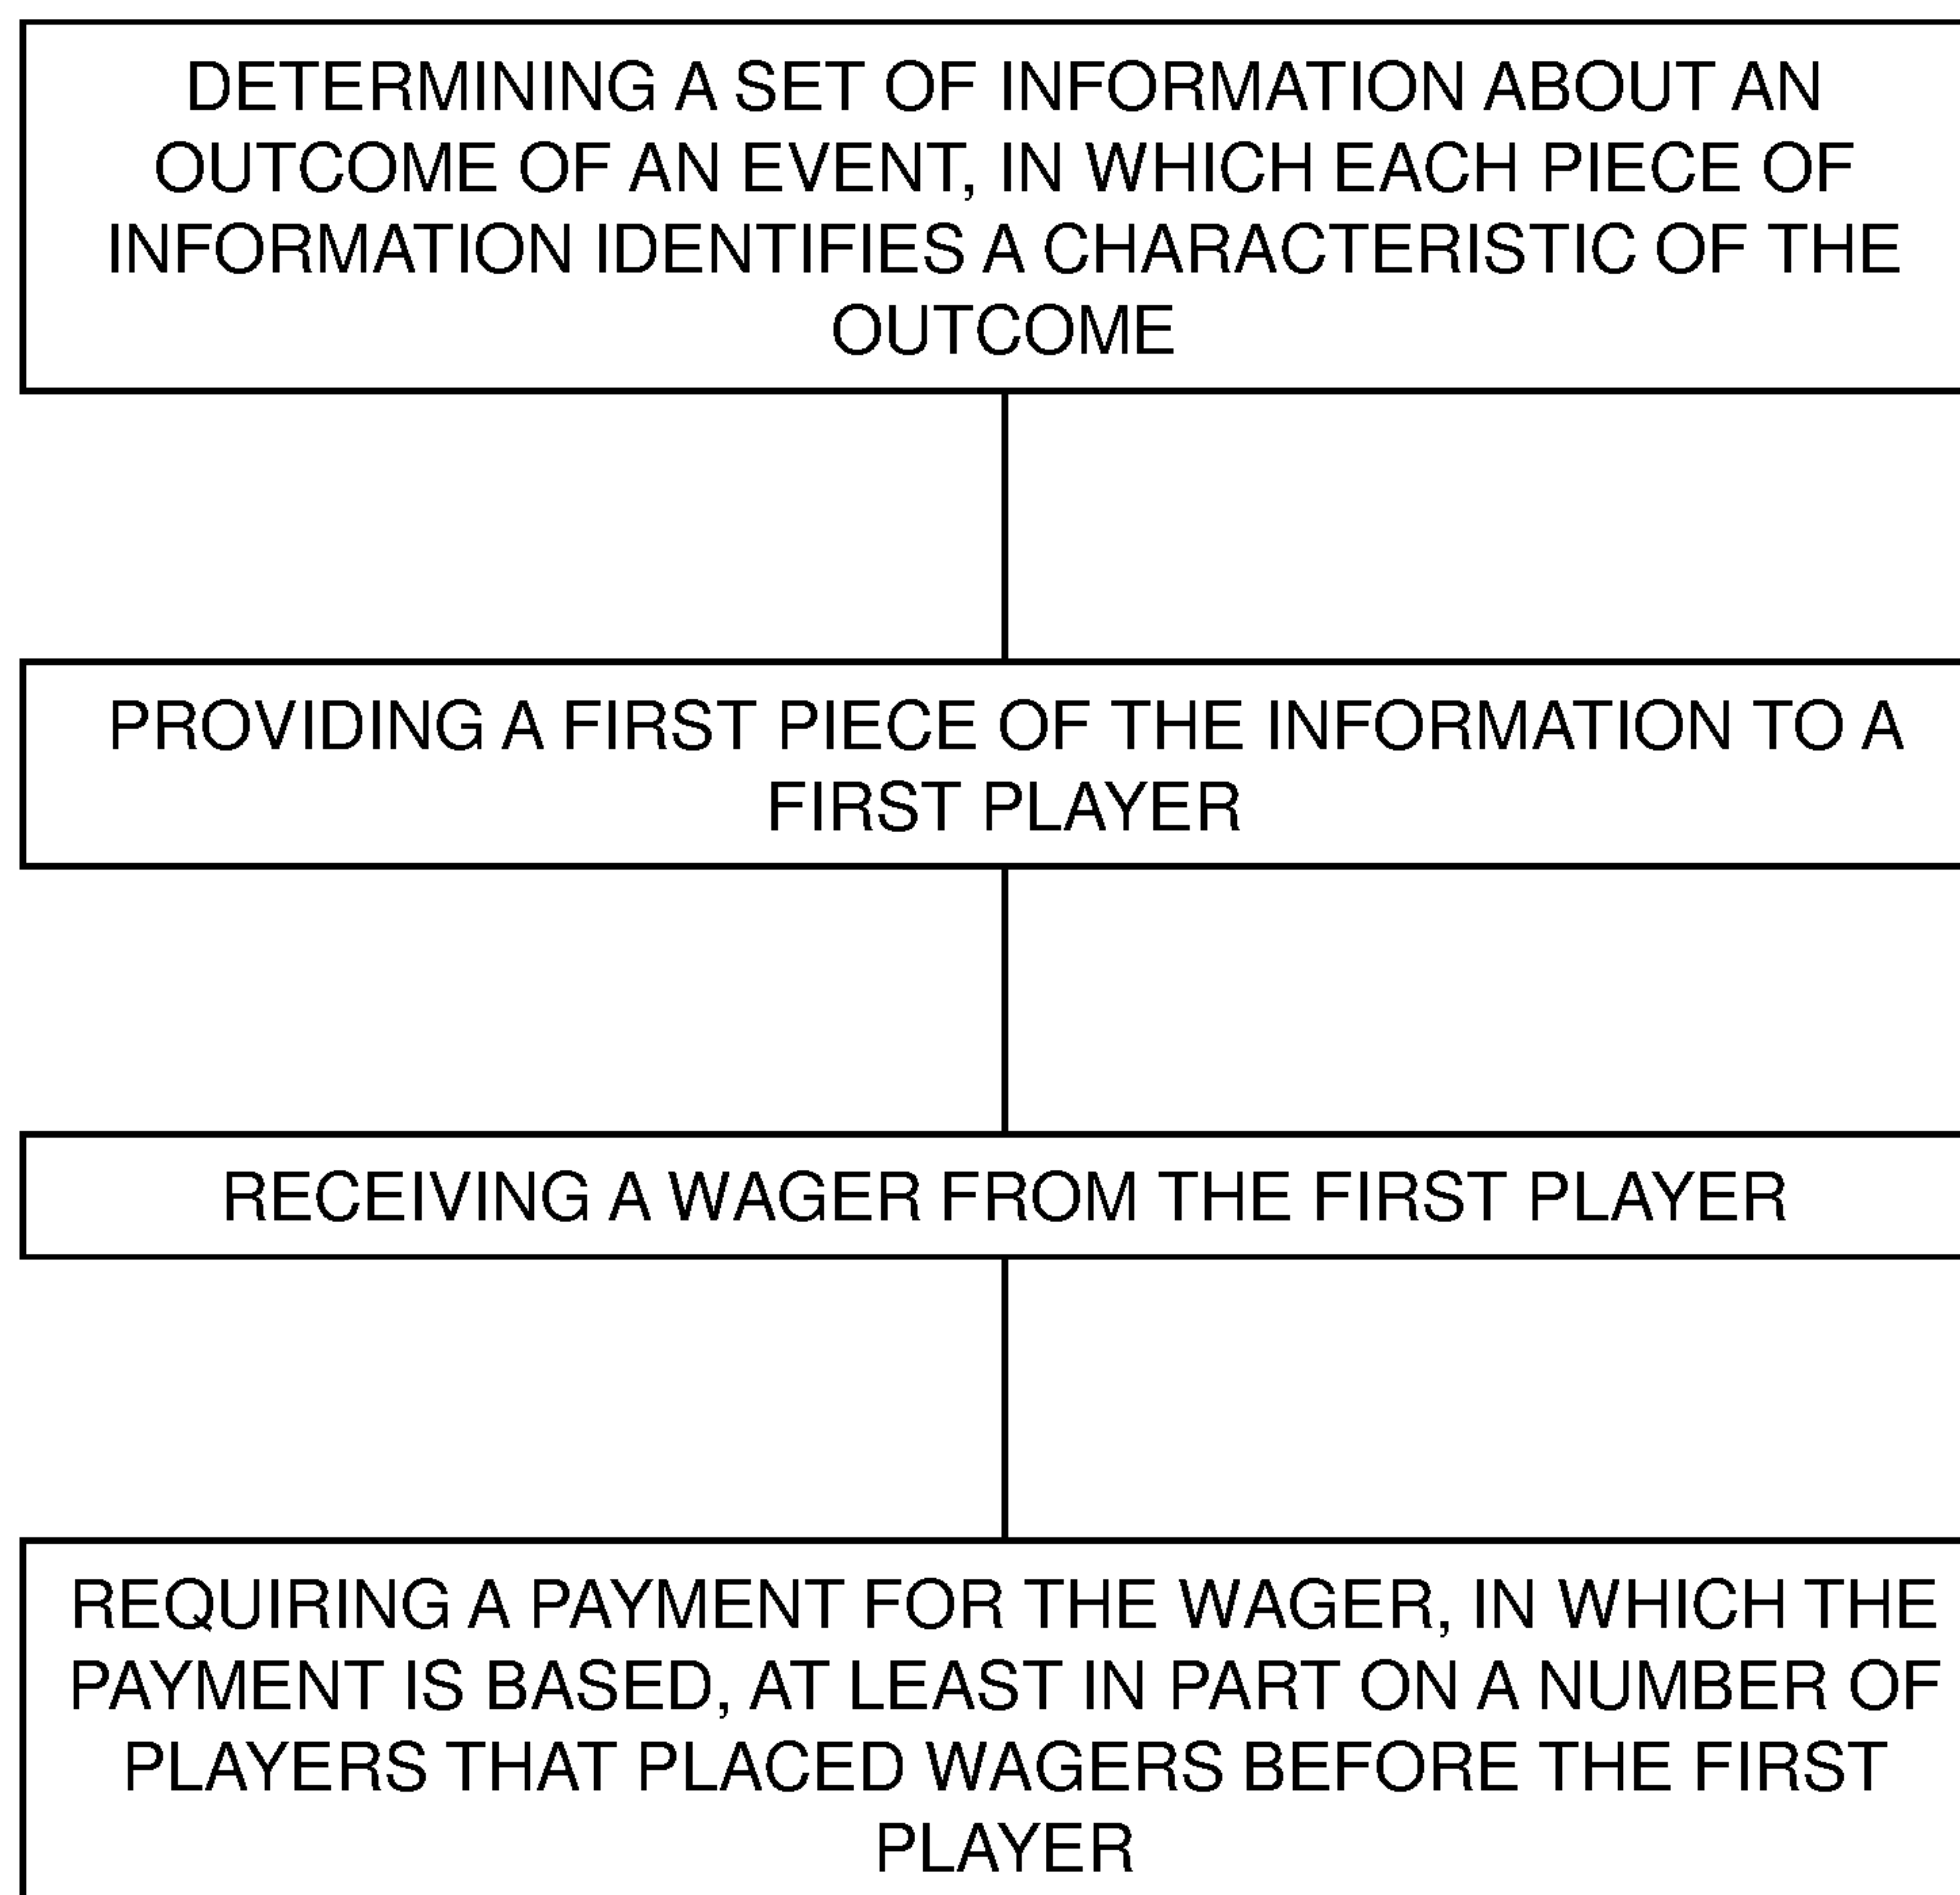 DETERMINING A SET OF INFORMATION ABOUT AN
OUTCOME OF AN EVENT, IN WHICH EACH PIECE OF
INFORMATION IDENTIFIES A CHARACTERISTIC OF THE
OUTCOME
PROVIDING A FIRST PIECE OF THE INFORMATION TO A
FIRST PLAYER
RECEIVING A WAGER FROM THE FIRST PLAYER
REQUIRING A PAYMENT FOR THE WAGER, IN WHICH THE
PAYMENT IS BASED, AT LEAST IN PART ON A NUMBER OF
PLAYERS THAT PLACED WAGERS BEFORE THE FIRST
PLAYER